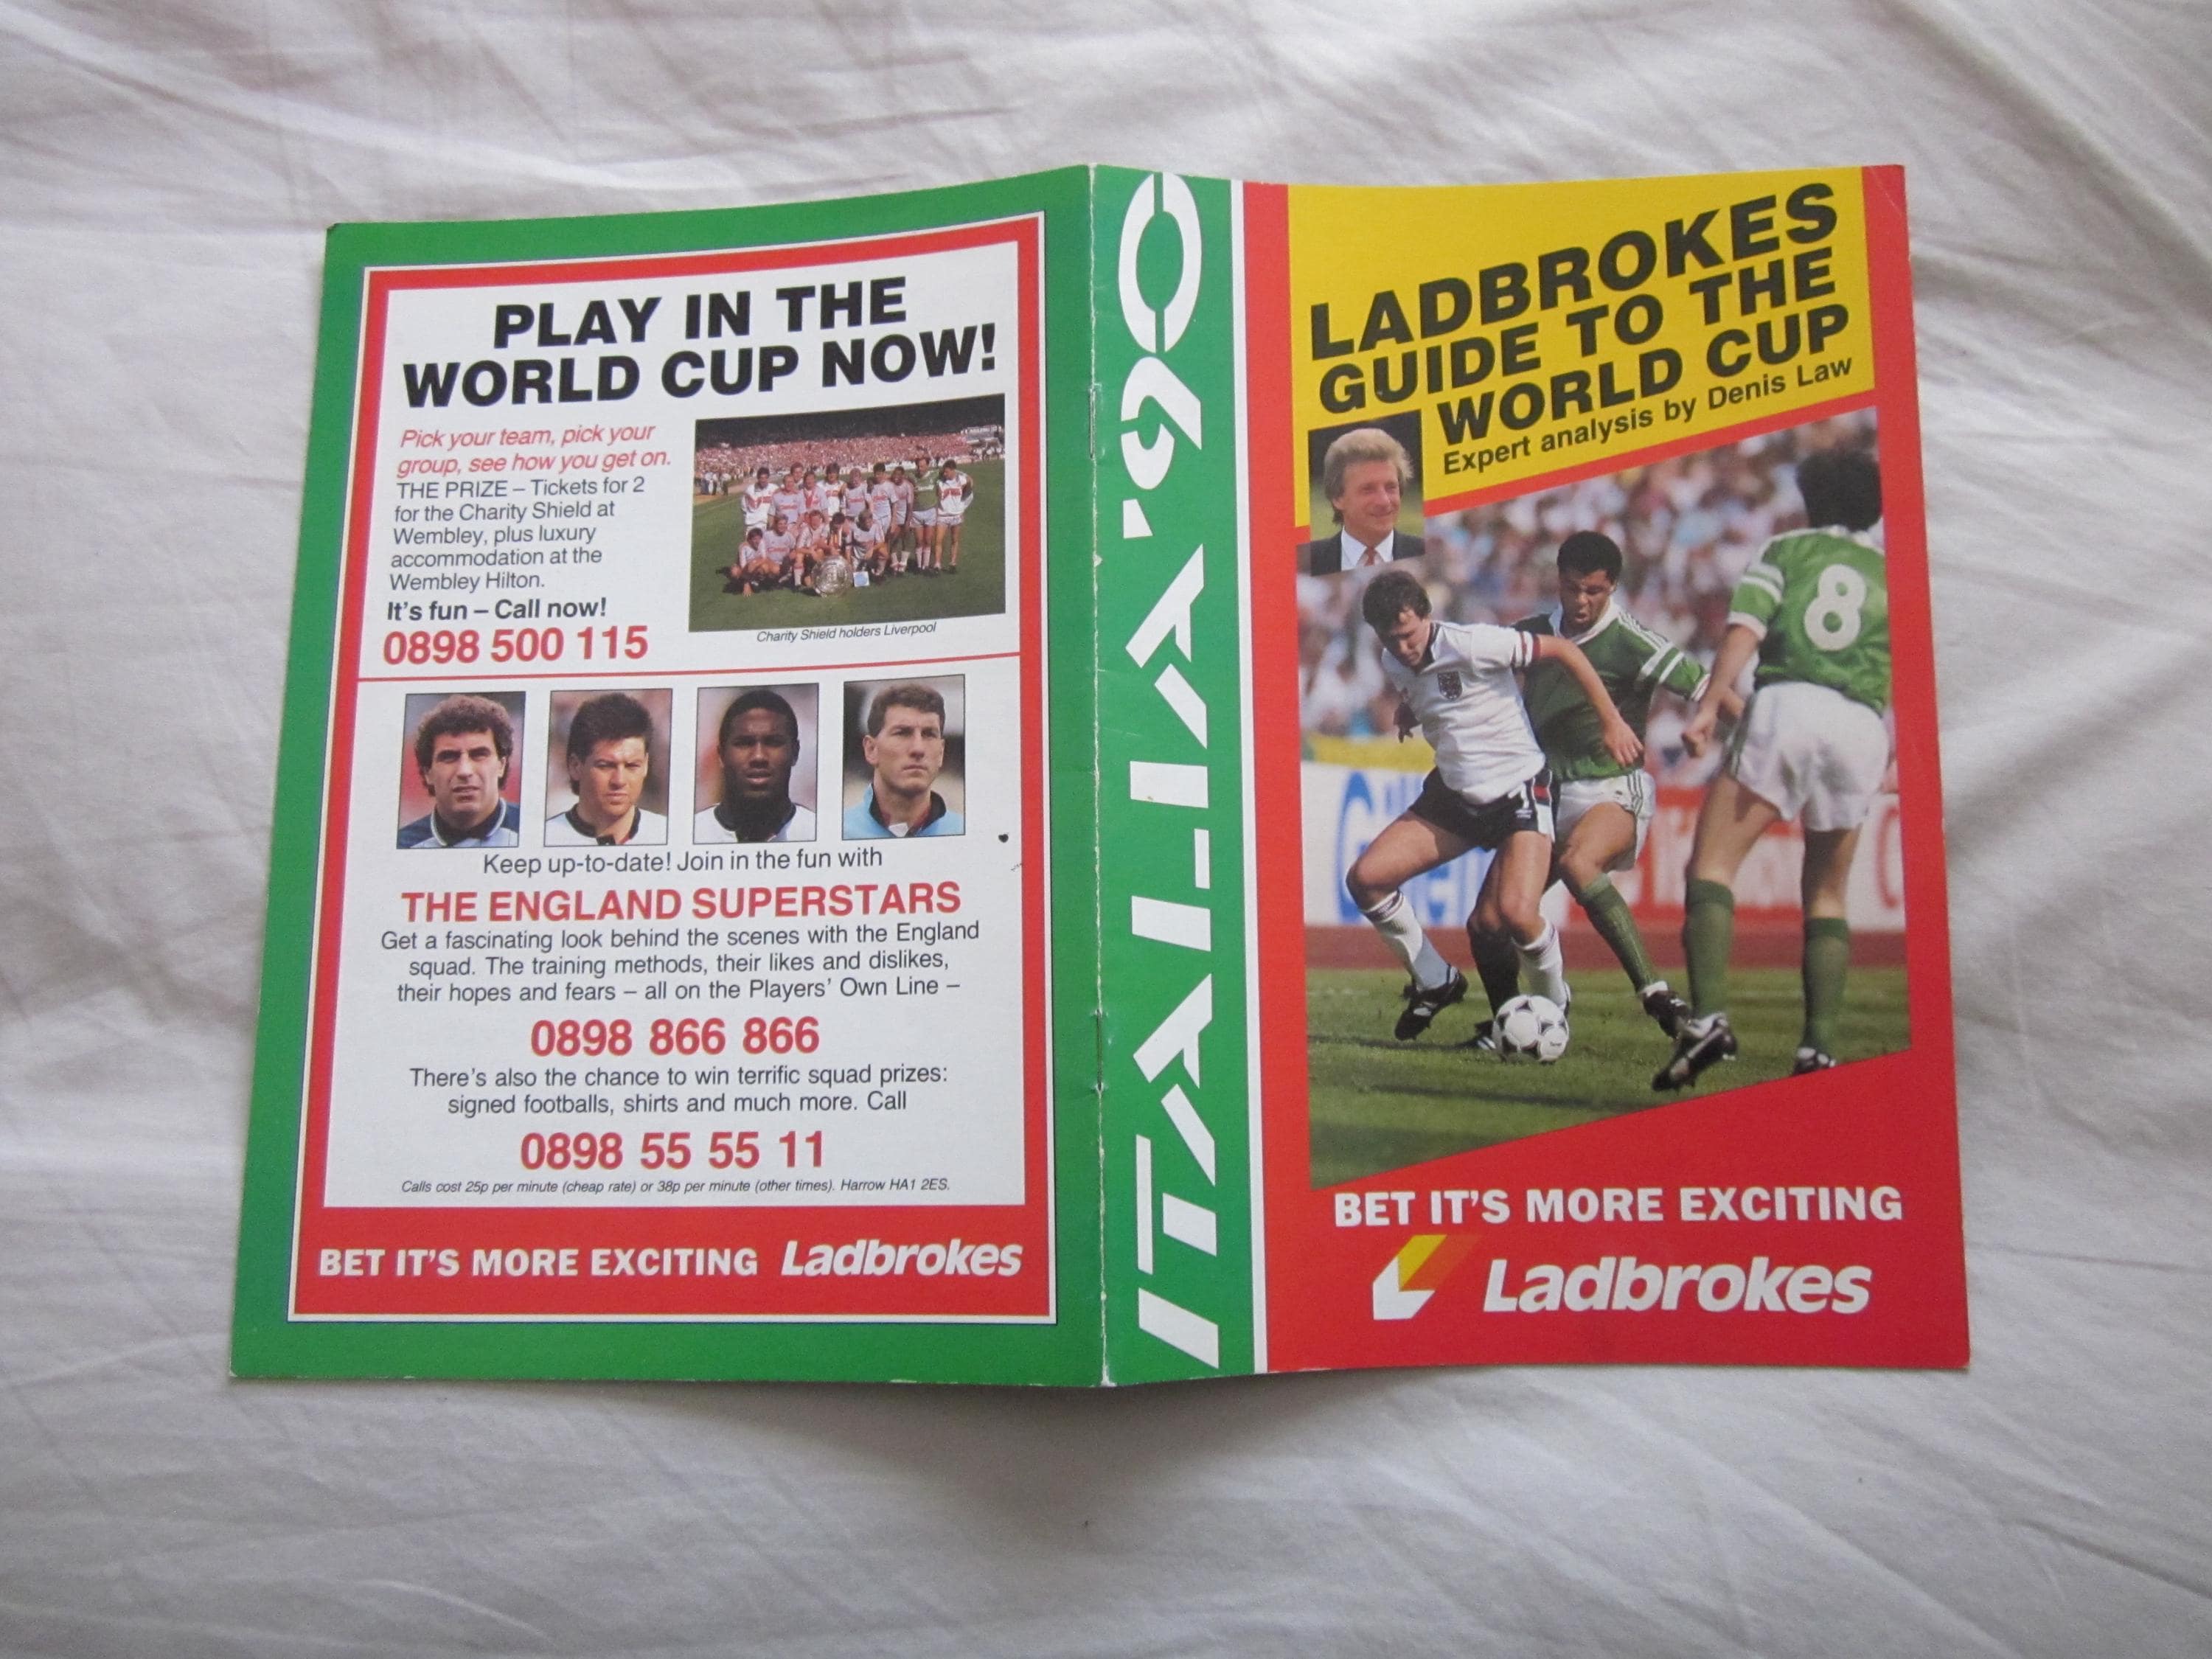 PLAY IN THE
WORLD CUP NOW!
Pick your team, pick your
group, see how you get on.
THE PRIZE – Tickets for 2
for the Charity Shield at
Wembley, plus luxury
accommodation at the
Wembley Hilton.
It's fun – Call now!
0898 500 115
Charity Shield holders Liverpool
Keep up-to-date! Join in the fun with
THE ENGLAND SUPERSTARS
Get a fascinating look behind the scenes with the England
squad. The training methods, their likes and dislikes,
their hopes and fears – all on the Players' Own Line –
0898 866 866
There's also the chance to win terrific squad prizes:
signed footballs, shirts and much more. Call
0898 55 55 11
Calls cost 25p per minute (cheap rate) or 38p per minute (other times). Harrow HA1 2ES.
BET IT'S MORE EXCITING Ladbrokes
ITALIA '90
LADBROKES
GUIDE TO THE
WORLD CUP
Expert analysis by Denis Law
8
BET IT'S MORE EXCITING
Ladbrokes